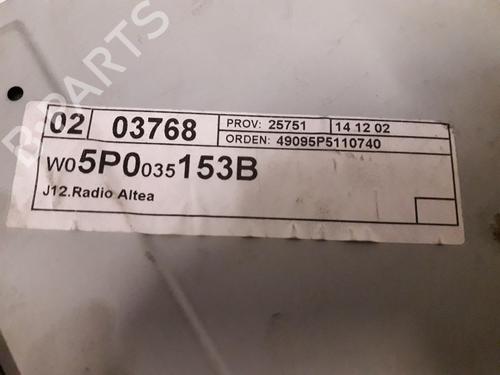 B-PARTS
02 03768 PROV: 25751 14 12 02
ORDEN: 49095P5110740
W05P0035153B
J12.Radio Altea